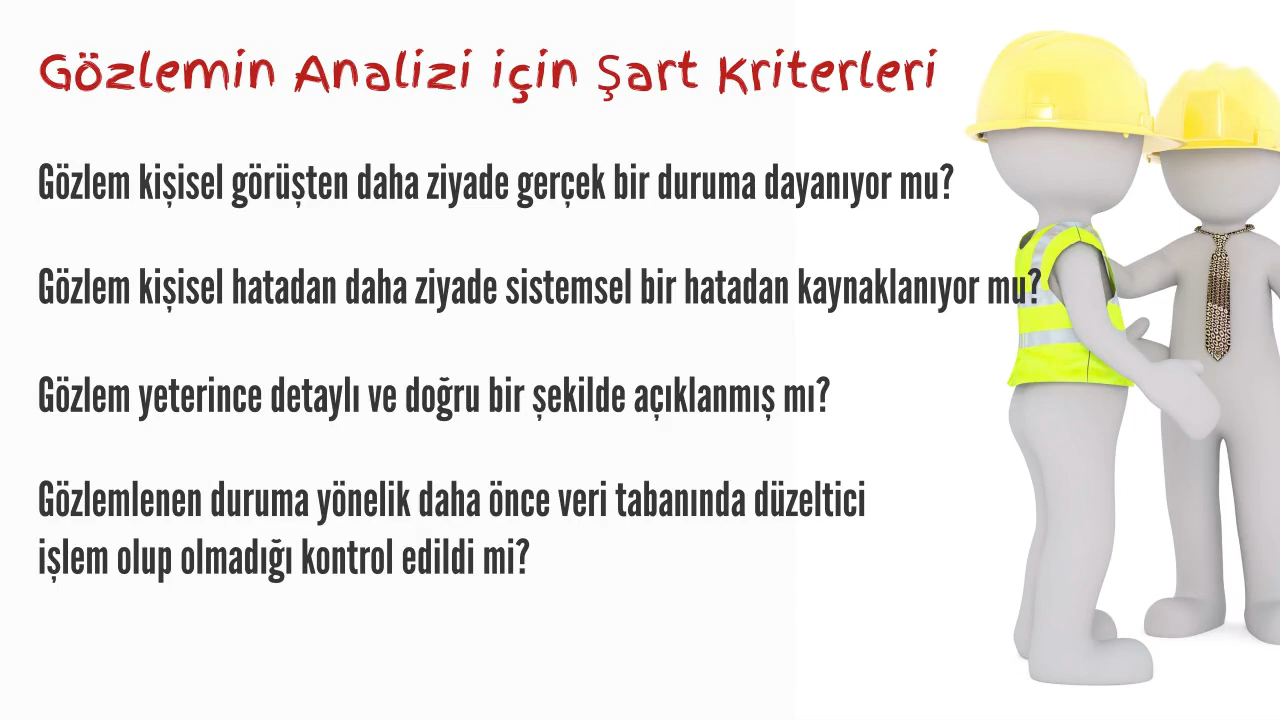 Gözlemin Analizi için Şart Kriterleri
Gözlem kişisel görüşten daha ziyade gerçek bir duruma dayanıyor mu?
Gözlem kişisel hatadan daha ziyade sistemsel bir hatadan kaynaklanıyor mu?
Gözlem yeterince detaylı ve doğru bir şekilde açıklanmış mı?
Gözlemlenen duruma yönelik daha önce veri tabanında düzeltici
işlem olup olmadığı kontrol edildi mi?